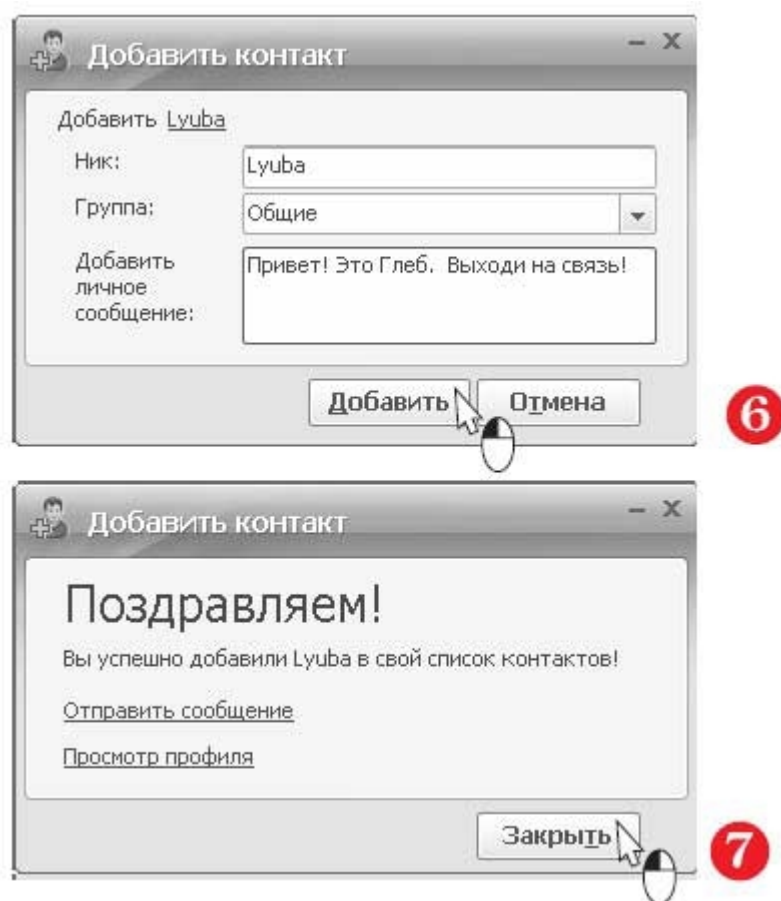 Добавить контакт
Добавить Lyuba
Ник:
Lyuba
Группа:
Общие
Добавить
личное
сообщение:
Привет! Это Глеб. Выходи на связь!
Добавить
Отмена
6
Добавить контакт
Поздравляем!
Вы успешно добавили Lyuba в свой список контактов!
Отправить сообщение
Просмотр профиля
Закрыть
7